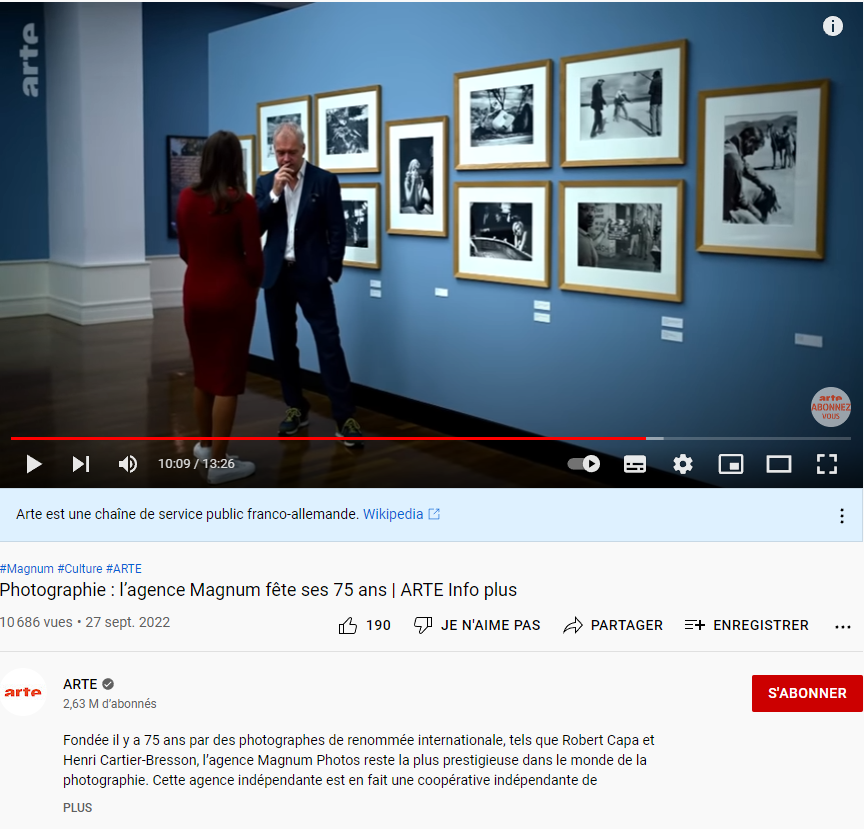 arte
arte
ABONNEZ
VOUS
10:09 / 13:26
Arte est une chaîne de service public franco-allemande. Wikipedia
#Magnum #Culture #ARTE
Photographie : l’agence Magnum fête ses 75 ans | ARTE Info plus
10 686 vues • 27 sept. 2022
190 JE N'AIME PAS PARTAGER ENREGISTRER
arte
ARTE
2,63 M d’abonnés
S'ABONNER
Fondée il y a 75 ans par des photographes de renommée internationale, tels que Robert Capa et
Henri Cartier-Bresson, l’agence Magnum Photos reste la plus prestigieuse dans le monde de la
photographie. Cette agence indépendante est en fait une coopérative indépendante de
PLUS